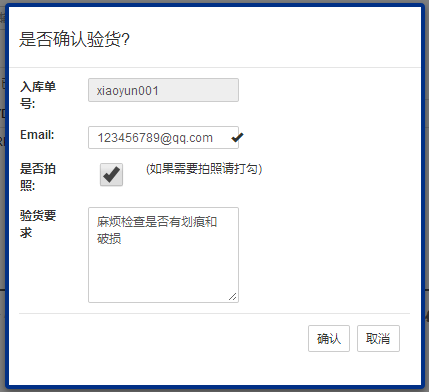 是否确认验货?
入库单 xiaoyun001
号:
Email: 123456789@qq.com
是否拍 (如果需要拍照请打勾)
照:
验货要 麻烦检查是否有划痕和
求 破损
确认 取消